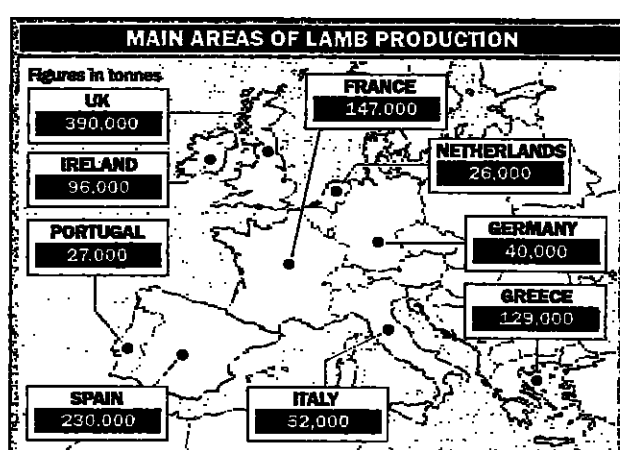 MAIN AREAS OF LAMB PRODUCTION
Figures in tonnes
UK
390,000
IRELAND
96,000
PORTUGAL
27,000
SPAIN
230,000
FRANCE
147,000
NETHERLANDS
26,000
GERMANY
40,000
GREECE
129,000
ITALY
52,000